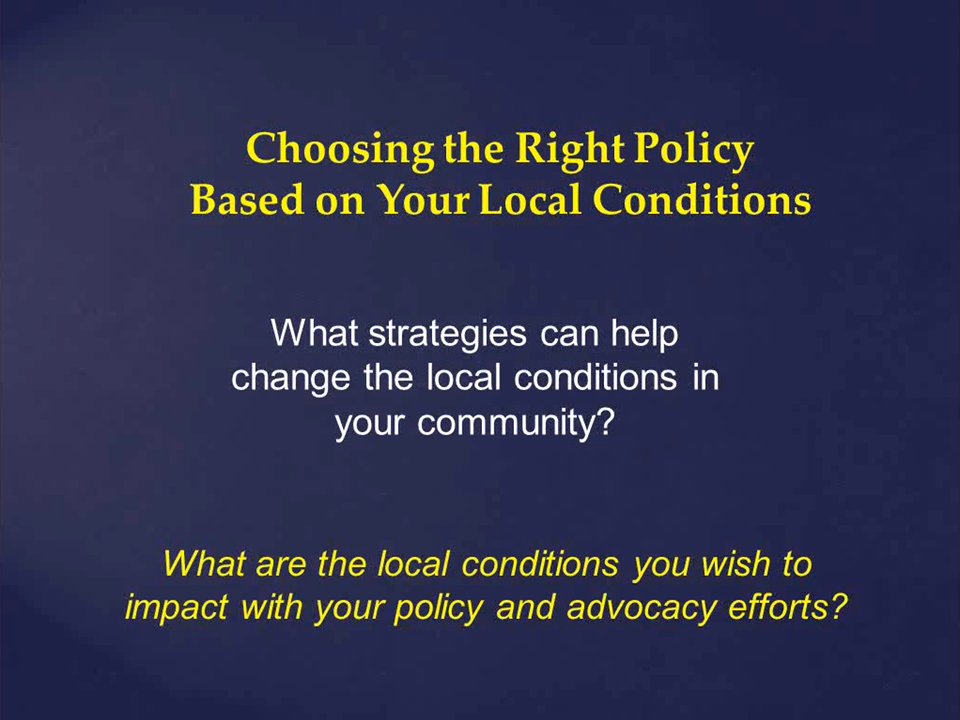 Choosing the Right Policy
Based on Your Local Conditions
What strategies can help
change the local conditions in
your community?
What are the local conditions you wish to
impact with your policy and advocacy efforts?